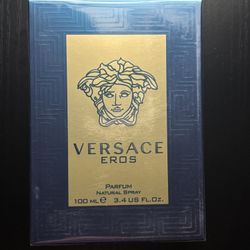 VERSACE
EROS
PARFUM
NATURAL SPRAY
100 ML ℮ 3.4 US FL.OZ.